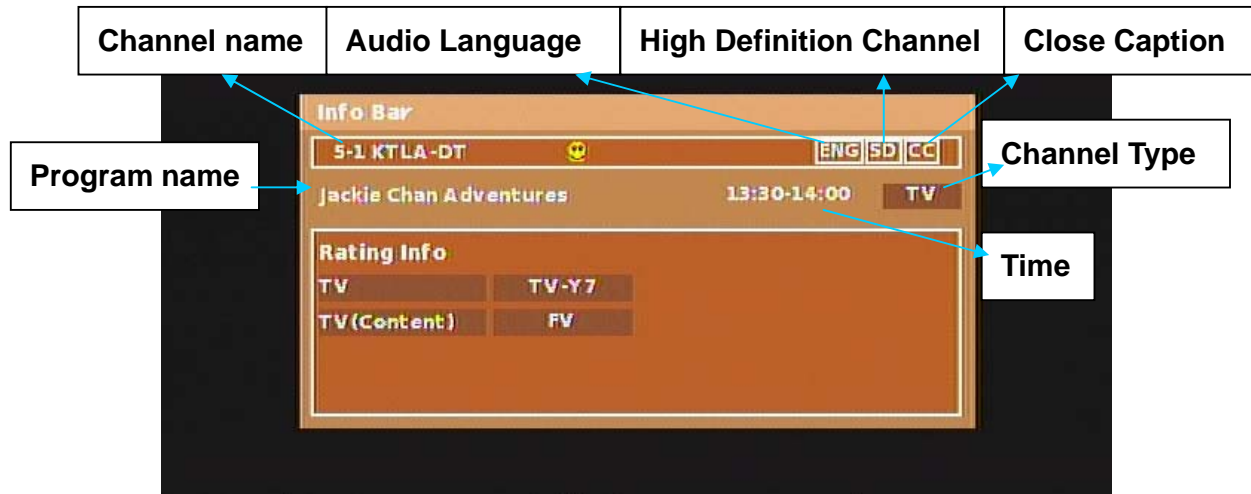 Channel name
Audio Language
High Definition Channel
Close Caption
Info Bar
5-1 KTLA-DT
ENG SD CC
Channel Type
Program name
Jackie Chan Adventures
13:30-14:00
TV
Time
Rating Info
TV TV-Y7
TV(Content) FV